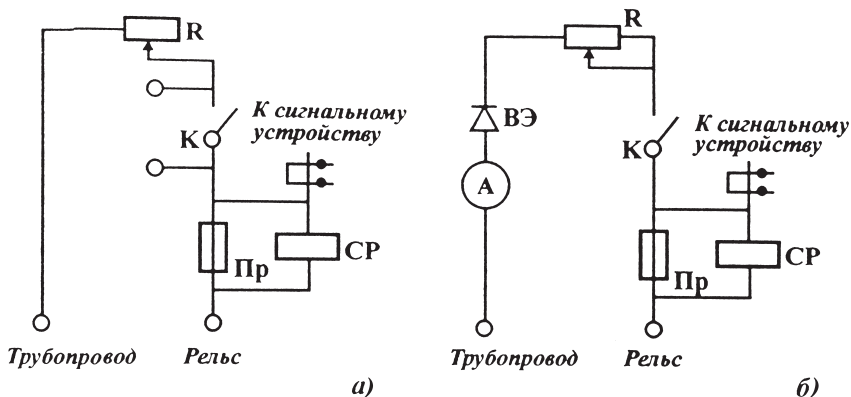 R
К сигнальному
устройству
К
Пр
СР
Трубопровод
Рельс
а)
R
ВЭ
К сигнальному
устройству
К
А
Пр
СР
Трубопровод
Рельс
б)